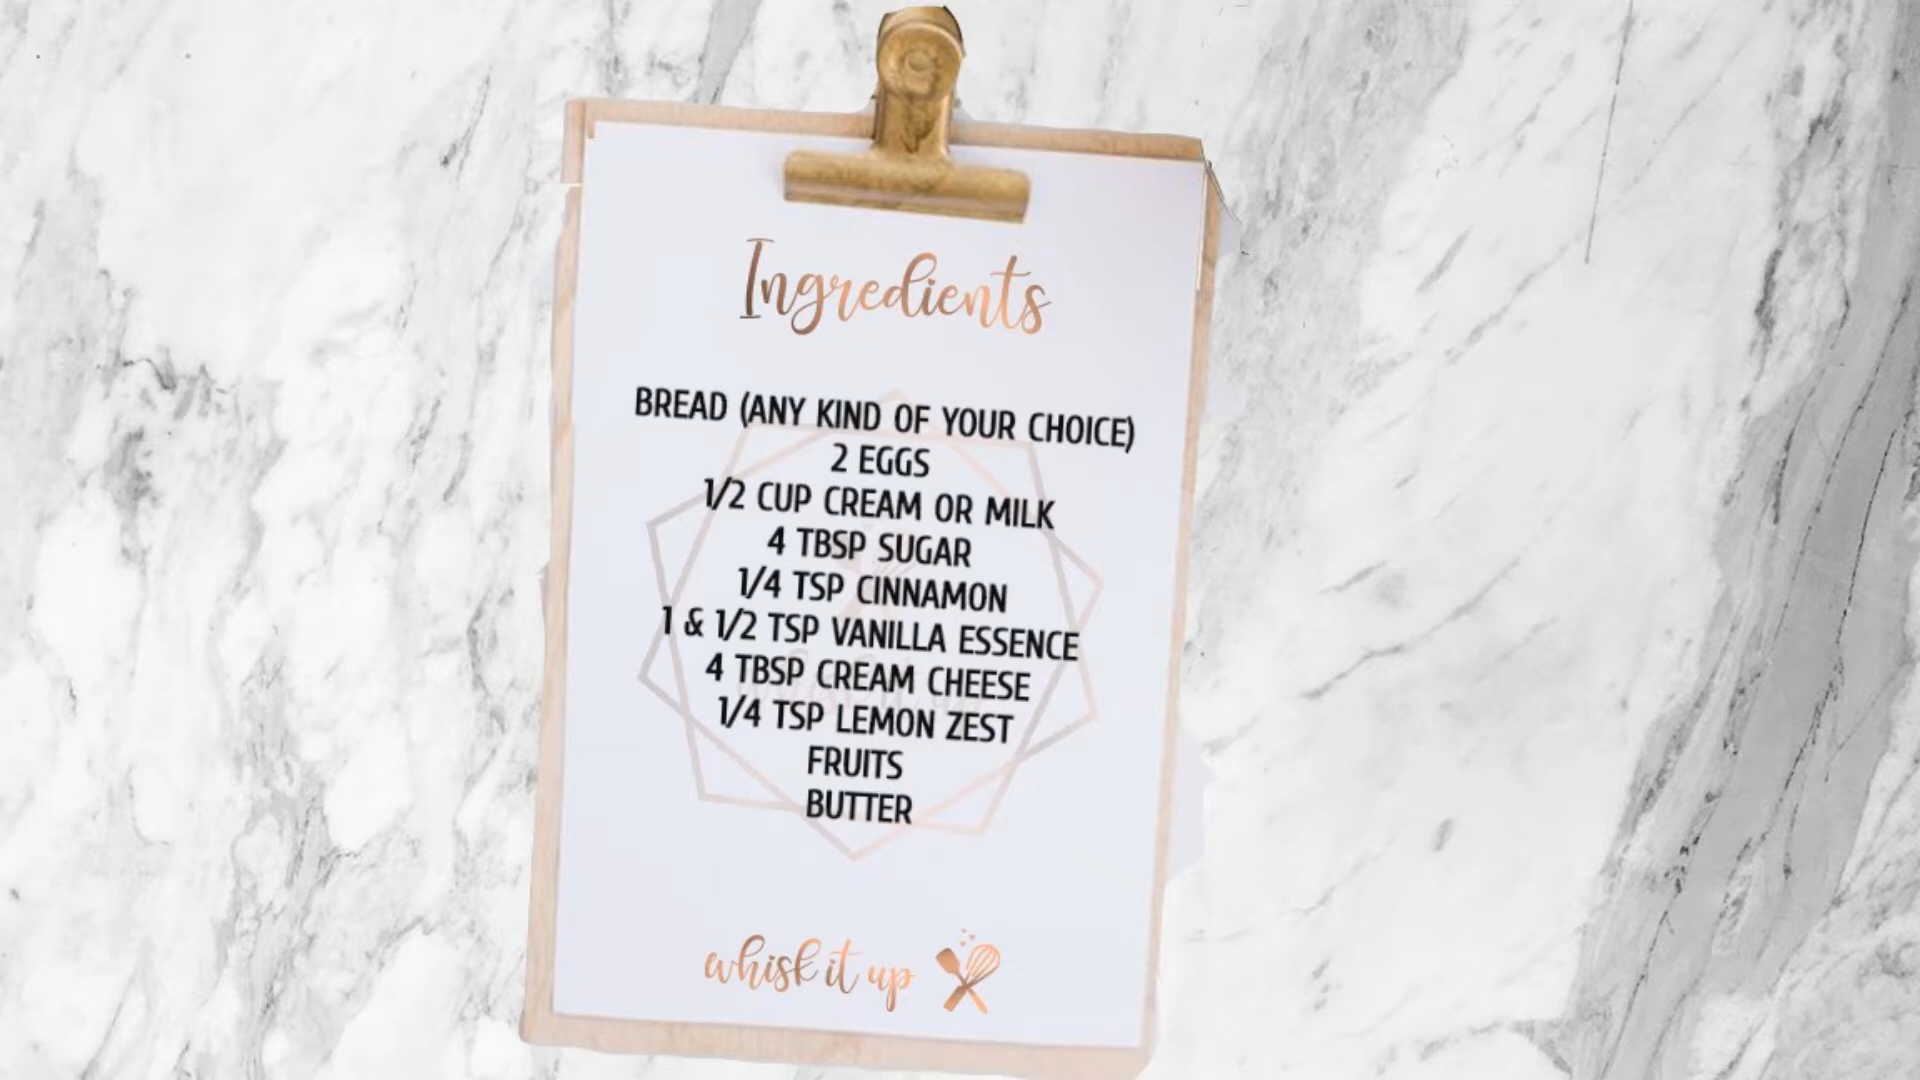 Ingredients
BREAD (ANY KIND OF YOUR CHOICE)
2 EGGS
1/2 CUP CREAM OR MILK
4 TBSP SUGAR
1/4 TSP CINNAMON
1 & 1/2 TSP VANILLA ESSENCE
4 TBSP CREAM CHEESE
1/4 TSP LEMON ZEST
FRUITS
BUTTER
whisk it up